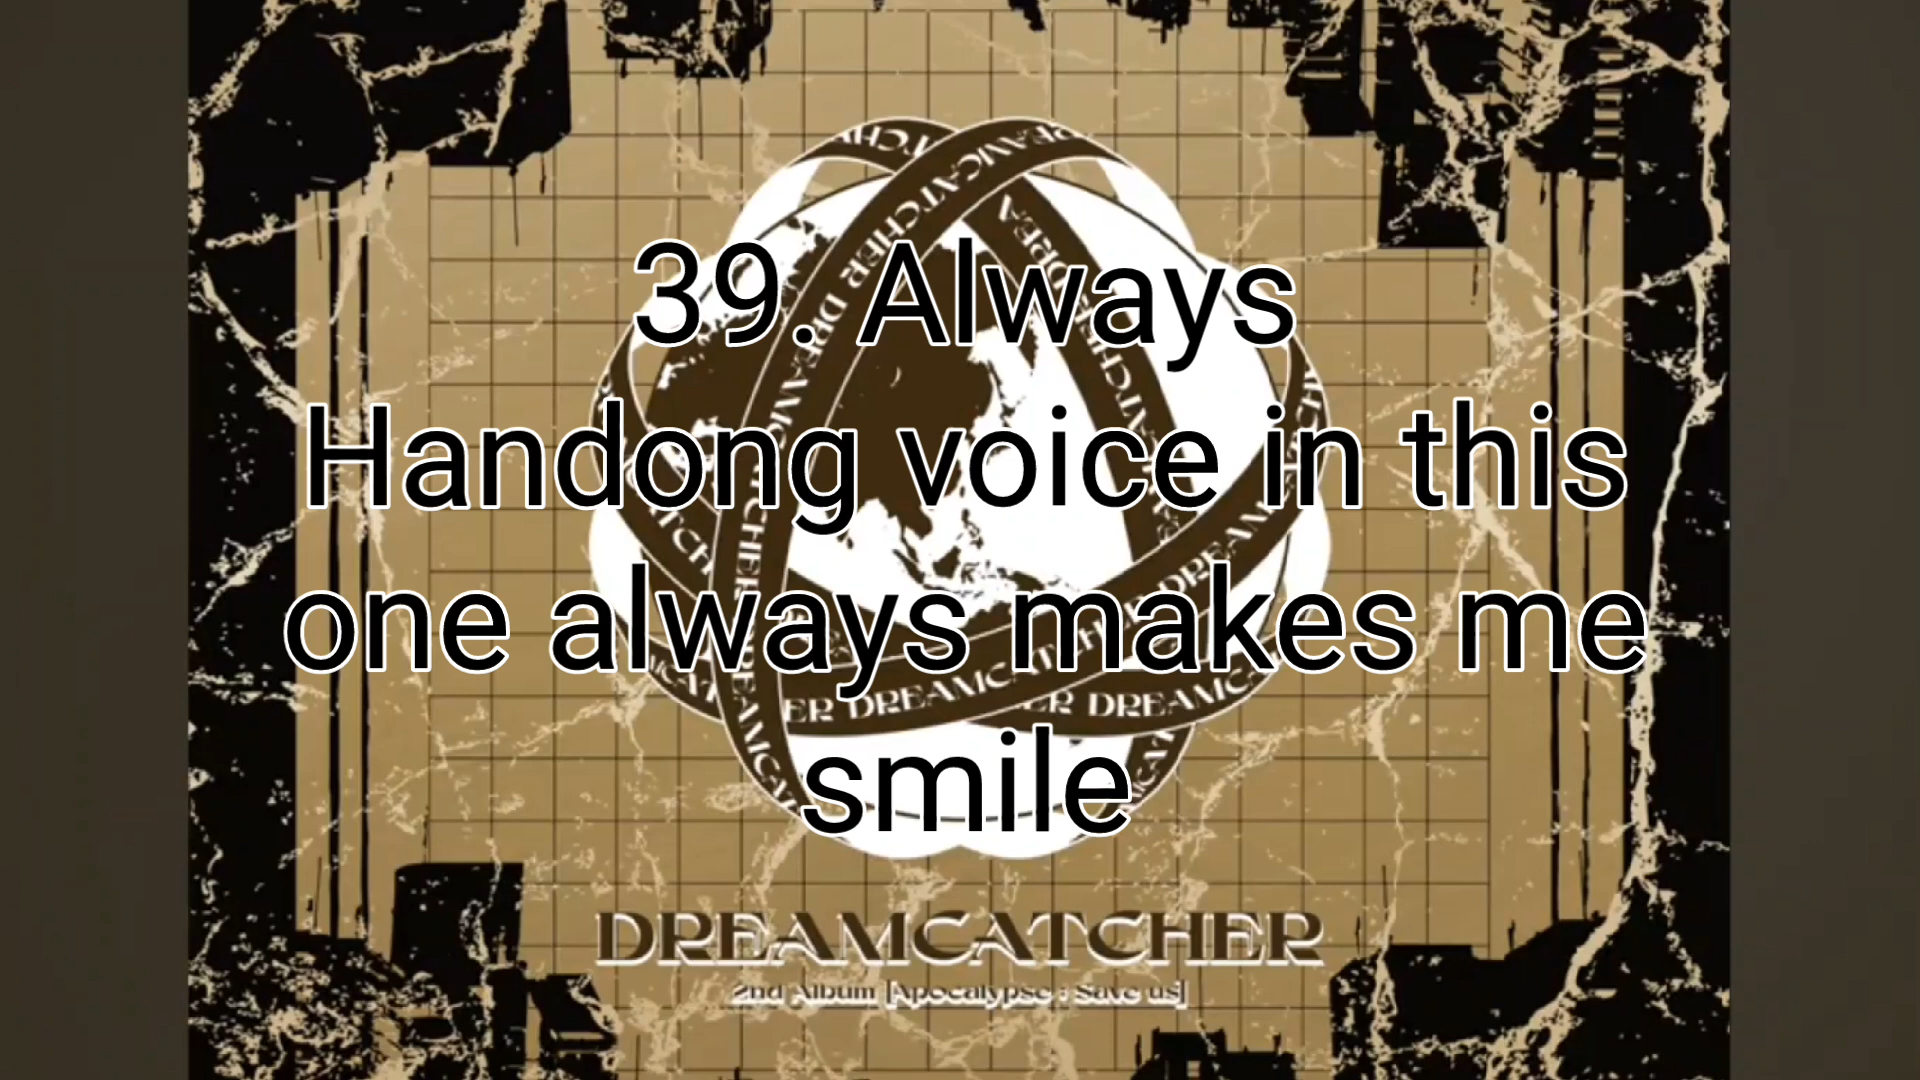 39. Always
Handong voice in this
one always makes me
smile
DREAMCATCHER
2nd Album [Apocalypse : Save us]